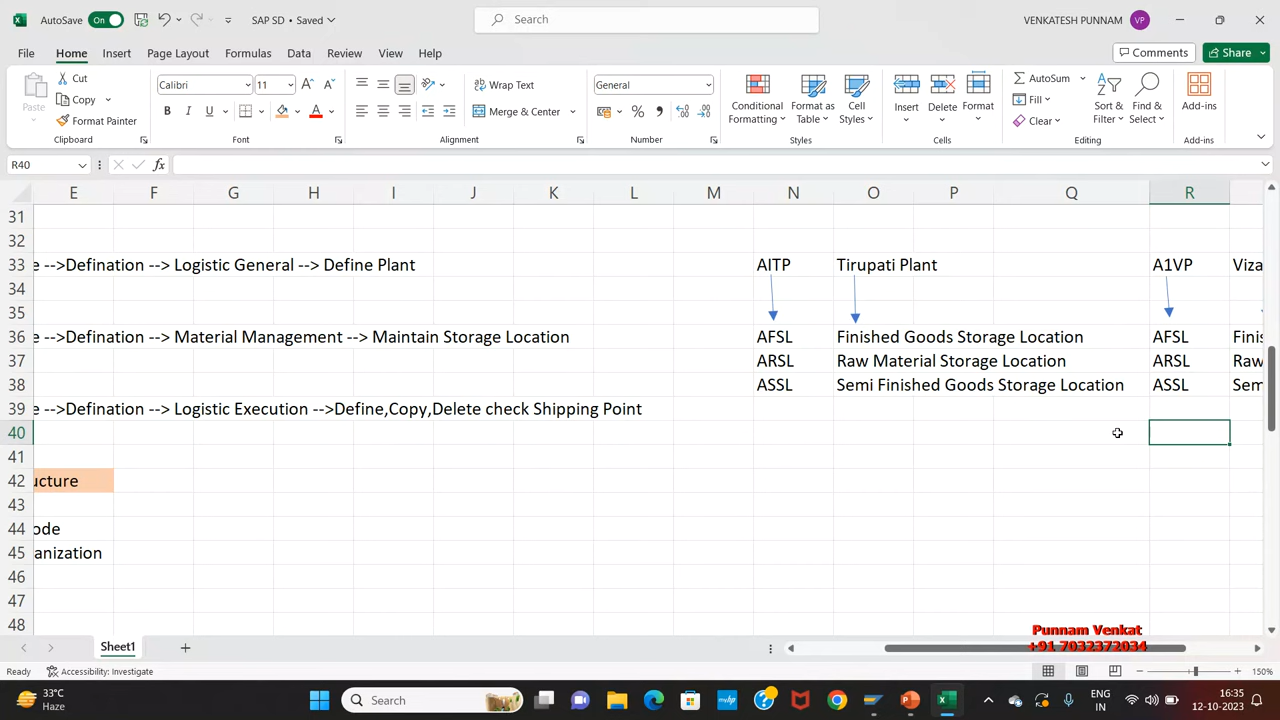 AutoSave On SAP SD • Saved Search VENKATESH PUNNAM VP
File Home Insert Page Layout Formulas Data Review View Help Comments Share
Paste Cut Copy Format Painter Clipboard
Calibri 11 A A B I U A Font
Wrap Text Merge & Center Alignment
General % , Number
Conditional Formatting Format as Table Cell Styles Styles
Insert Delete Format Cells
AutoSum Fill Clear Sort & Filter Find & Select Editing
Add-ins Add-ins
R40 fx
E F G H I J K L M N O P Q R
31
32
33 e -->Defination --> Logistic General --> Define Plant AITP Tirupati Plant A1VP Viza
34
35
36 e -->Defination --> Material Management --> Maintain Storage Location AFSL Finished Goods Storage Location AFSL Finis
37 ARSL Raw Material Storage Location ARSL Raw
38 ASSL Semi Finished Goods Storage Location ASSL Sem
39 e -->Defination --> Logistic Execution -->Define,Copy,Delete check Shipping Point
40
41
42 ucture
43
44 ode
45 anization
46
47
48
Punnam Venkat
+91 7032372034
Sheet1
Ready Accessibility: Investigate 150%
33°C
Haze
Search
ENG
IN
16:35
12-10-2023